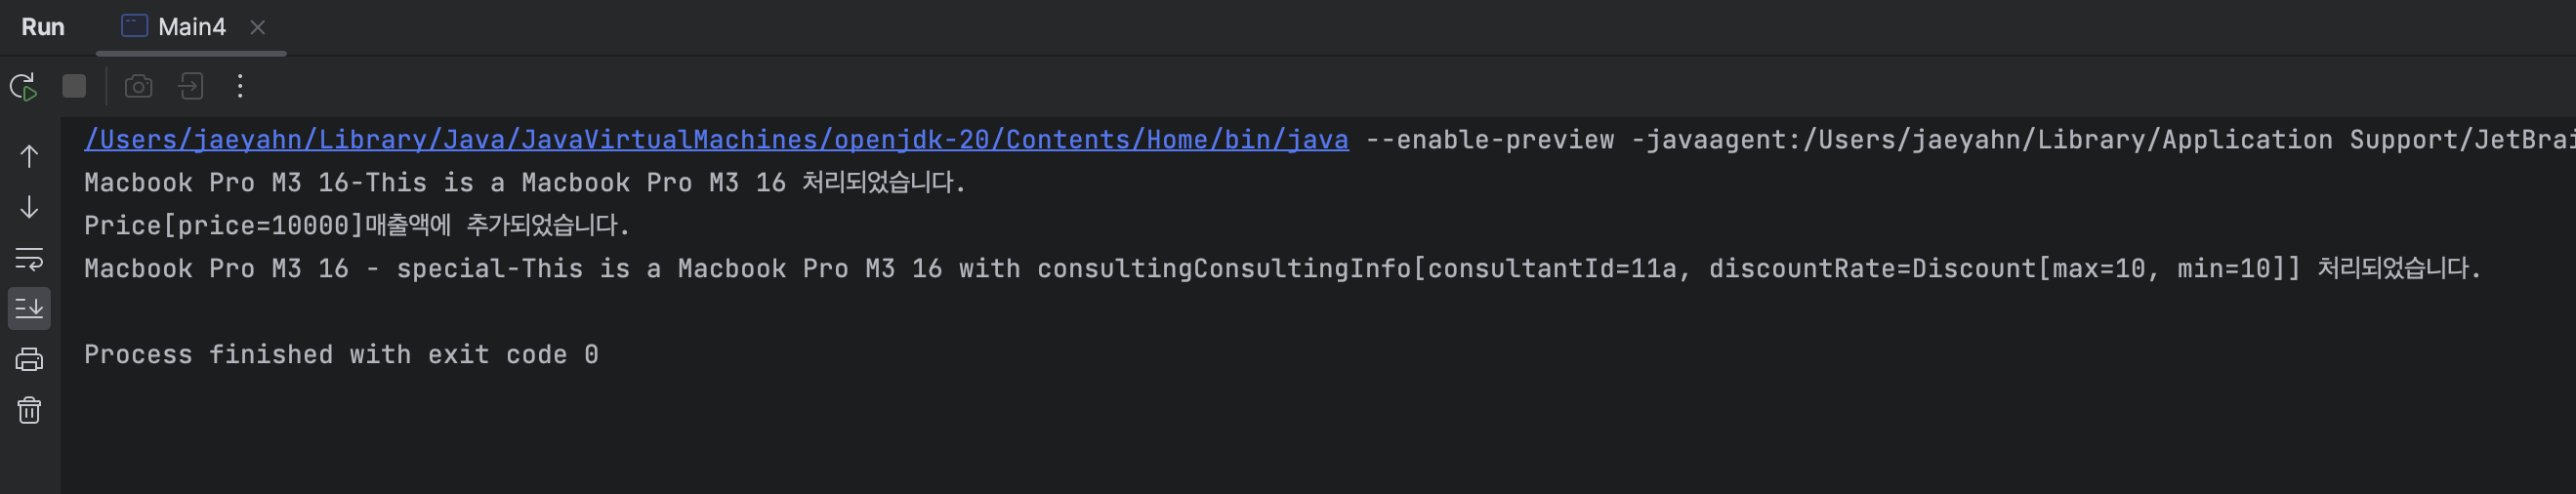 Run Main4
/Users/jaeyahn/Library/Java/JavaVirtualMachines/openjdk-20/Contents/Home/bin/java --enable-preview -javaagent:/Users/jaeyahn/Library/Application Support/JetBrai
Macbook Pro M3 16-This is a Macbook Pro M3 16 처리되었습니다.
Price[price=10000]매출액에 추가되었습니다.
Macbook Pro M3 16 - special-This is a Macbook Pro M3 16 with consultingConsultingInfo[consultantId=11a, discountRate=Discount[max=10, min=10]] 처리되었습니다.
Process finished with exit code 0